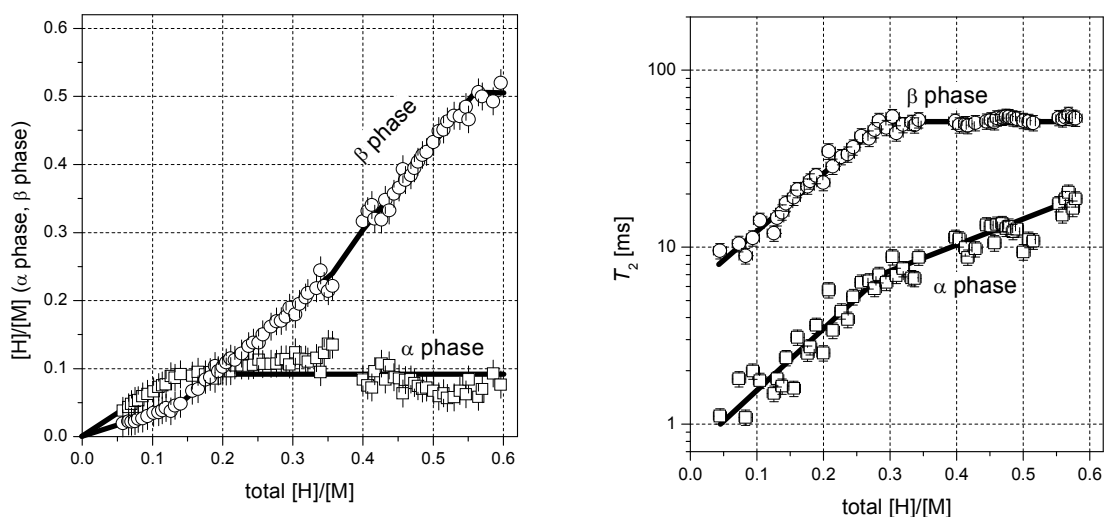 0.6
0.5
0.4
0.3
0.2
0.1
0.0
[H]/[M] (α phase, β phase)
β phase
α phase
0.0 0.1 0.2 0.3 0.4 0.5 0.6
total [H]/[M]
100
10
1
T2 [ms]
β phase
α phase
0.0 0.1 0.2 0.3 0.4 0.5
total [H]/[M]